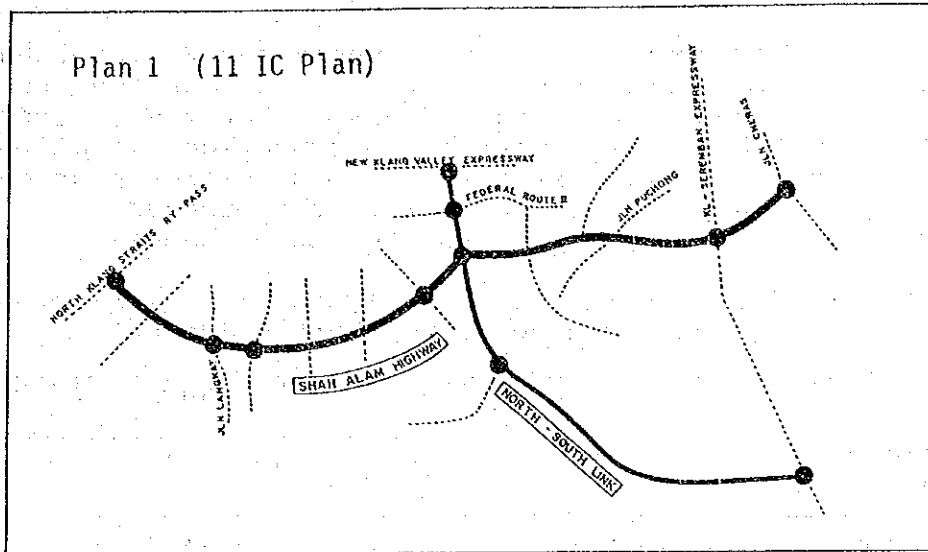 Plan 1 (11 IC Plan)
NEW KLANG VALLEY EXPRESSWAY
FEDERAL ROUTE II
JLN PUCHONG
KL - SEREMBAN EXPRESSWAY
JLN CHERAS
NORTH KLANG STRAITS BY-PASS
JLN LANGKAT
SHAH ALAM HIGHWAY
NORTH - SOUTH LINK